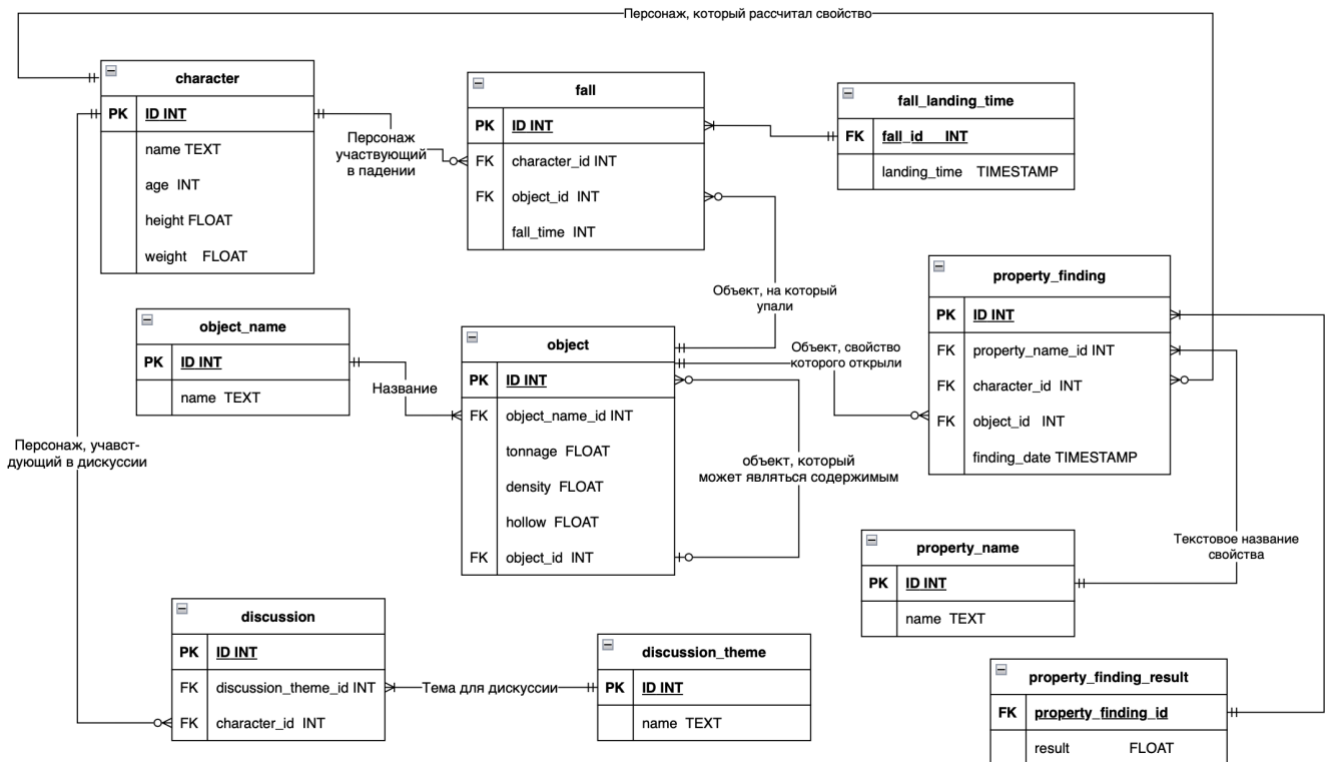 Персонаж, который рассчитал свойство
character
PK ID INT
name TEXT
age INT
height FLOAT
weight FLOAT
Персонаж
участвующий
в падении
fall
PK ID INT
FK character_id INT
FK object_id INT
fall_time INT
fall_landing_time
FK fall_id INT
landing_time TIMESTAMP
Объект, на который
упали
property_finding
PK ID INT
FK property_name_id INT
FK character_id INT
FK object_id INT
finding_date TIMESTAMP
object_name
PK ID INT
name TEXT
Название
object
PK ID INT
FK object_name_id INT
tonnage FLOAT
density FLOAT
hollow FLOAT
FK object_id INT
Объект, свойство
которого открыли
объект, который
может являться содержимым
Персонаж, учавст-
дующий в дискуссии
property_name
PK ID INT
name TEXT
Текстовое название
свойства
discussion
PK ID INT
FK discussion_theme_id INT
FK character_id INT
Тема для дискуссии
discussion_theme
PK ID INT
name TEXT
property_finding_result
FK property_finding_id
result FLOAT